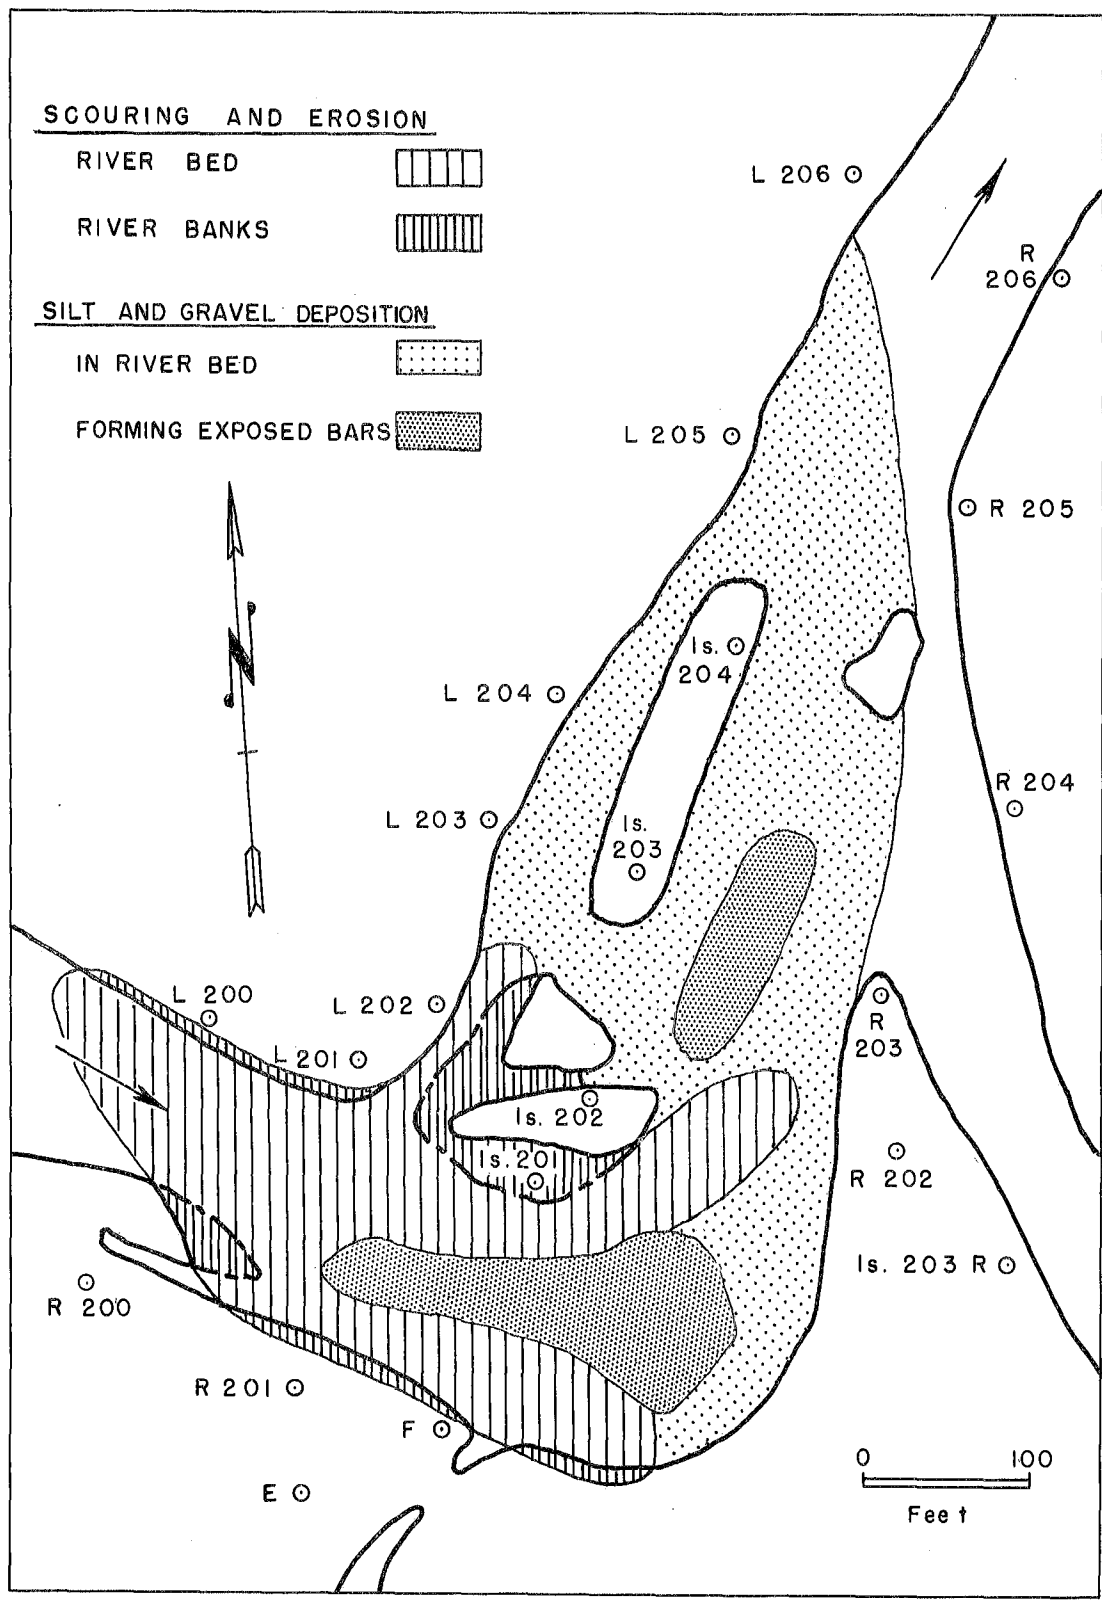 SCOURING AND EROSION
RIVER BED
RIVER BANKS
SILT AND GRAVEL DEPOSITION
IN RIVER BED
FORMING EXPOSED BARS
L 206
R
206
L 205
R 205
Is.
204
L 204
R 204
L 203
Is.
203
N
L 200
L 202
R
203
L 201
Is. 202
Is. 201
R 202
Is. 203 R
R 200
R 201
F
E
0 100
Feet